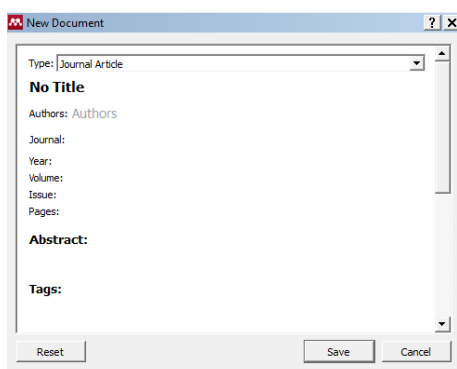 New Document
Type: Journal Article
No Title
Authors: Authors
Journal:
Year:
Volume:
Issue:
Pages:
Abstract:
Tags:
Reset Save Cancel